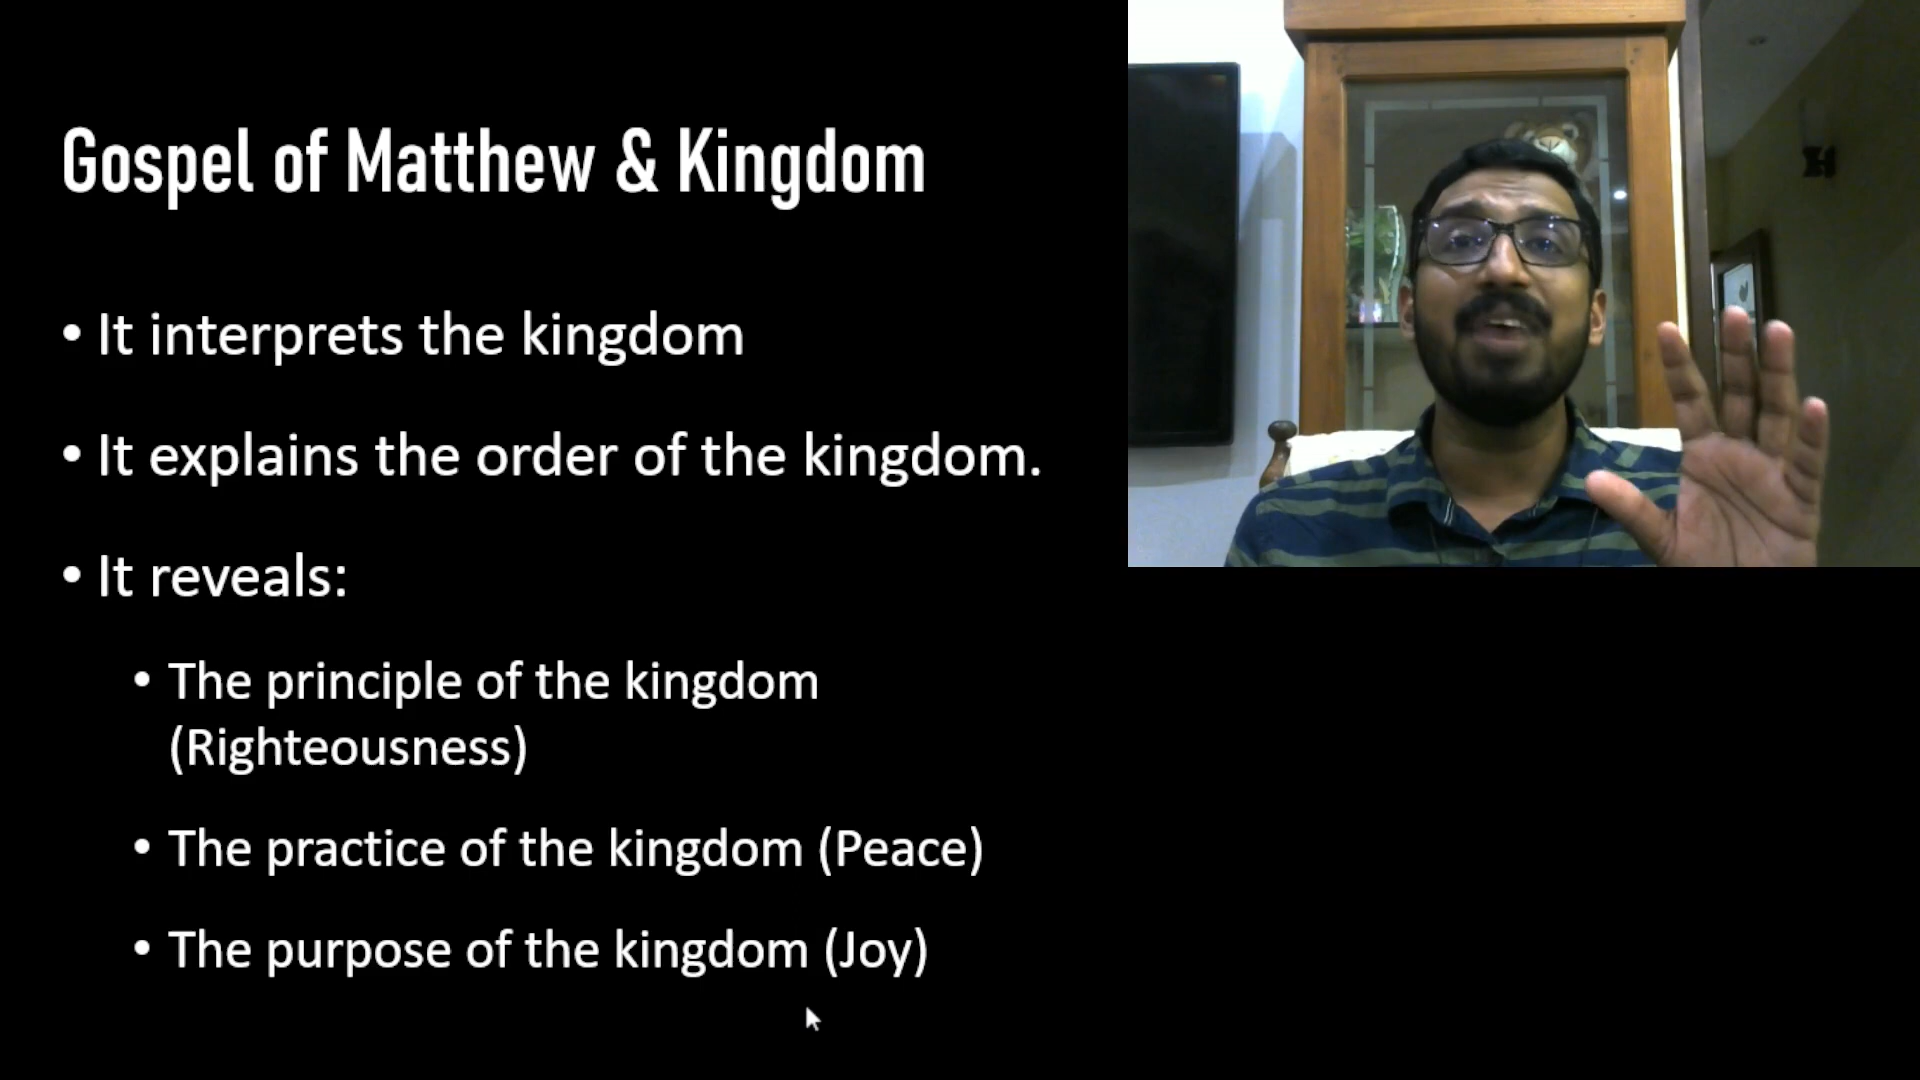 Gospel of Matthew & Kingdom
• It interprets the kingdom
• It explains the order of the kingdom.
• It reveals:
• The principle of the kingdom
(Righteousness)
• The practice of the kingdom (Peace)
• The purpose of the kingdom (Joy)